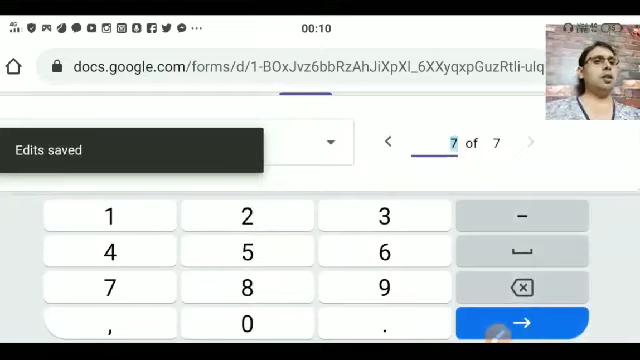 4G 00:10
docs.google.com/forms/d/1-BOxJvz6bbRzAhJiXpXl_6XXyqxpGuzRtli-ulq
Edits saved
7 of 7
1 2 3 -
4 5 6
7 8 9
, 0 .